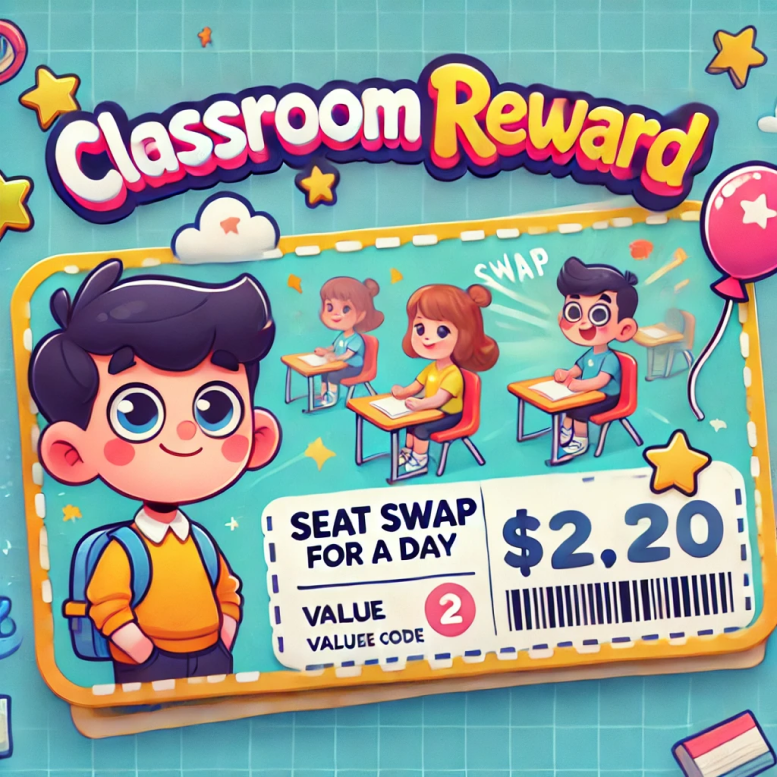 Classroom Reward
SWAP
SEAT SWAP
FOR A DAY
$2.20
VALUE
2
VALUEE CODE